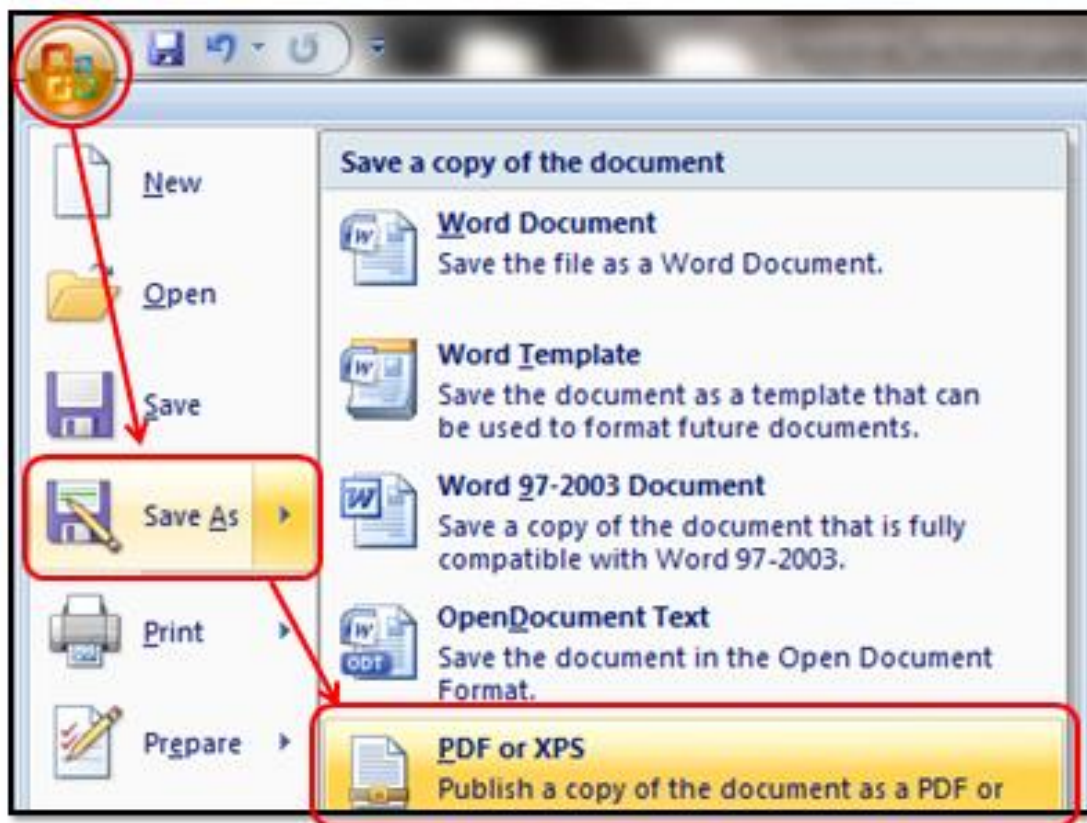 New
Open
Save
Save As
Print
Prepare
Save a copy of the document
Word Document
Save the file as a Word Document.
Word Template
Save the document as a template that can
be used to format future documents.
Word 97-2003 Document
Save a copy of the document that is fully
compatible with Word 97-2003.
OpenDocument Text
Save the document in the Open Document
Format.
ODT
PDF or XPS
Publish a copy of the document as a PDF or